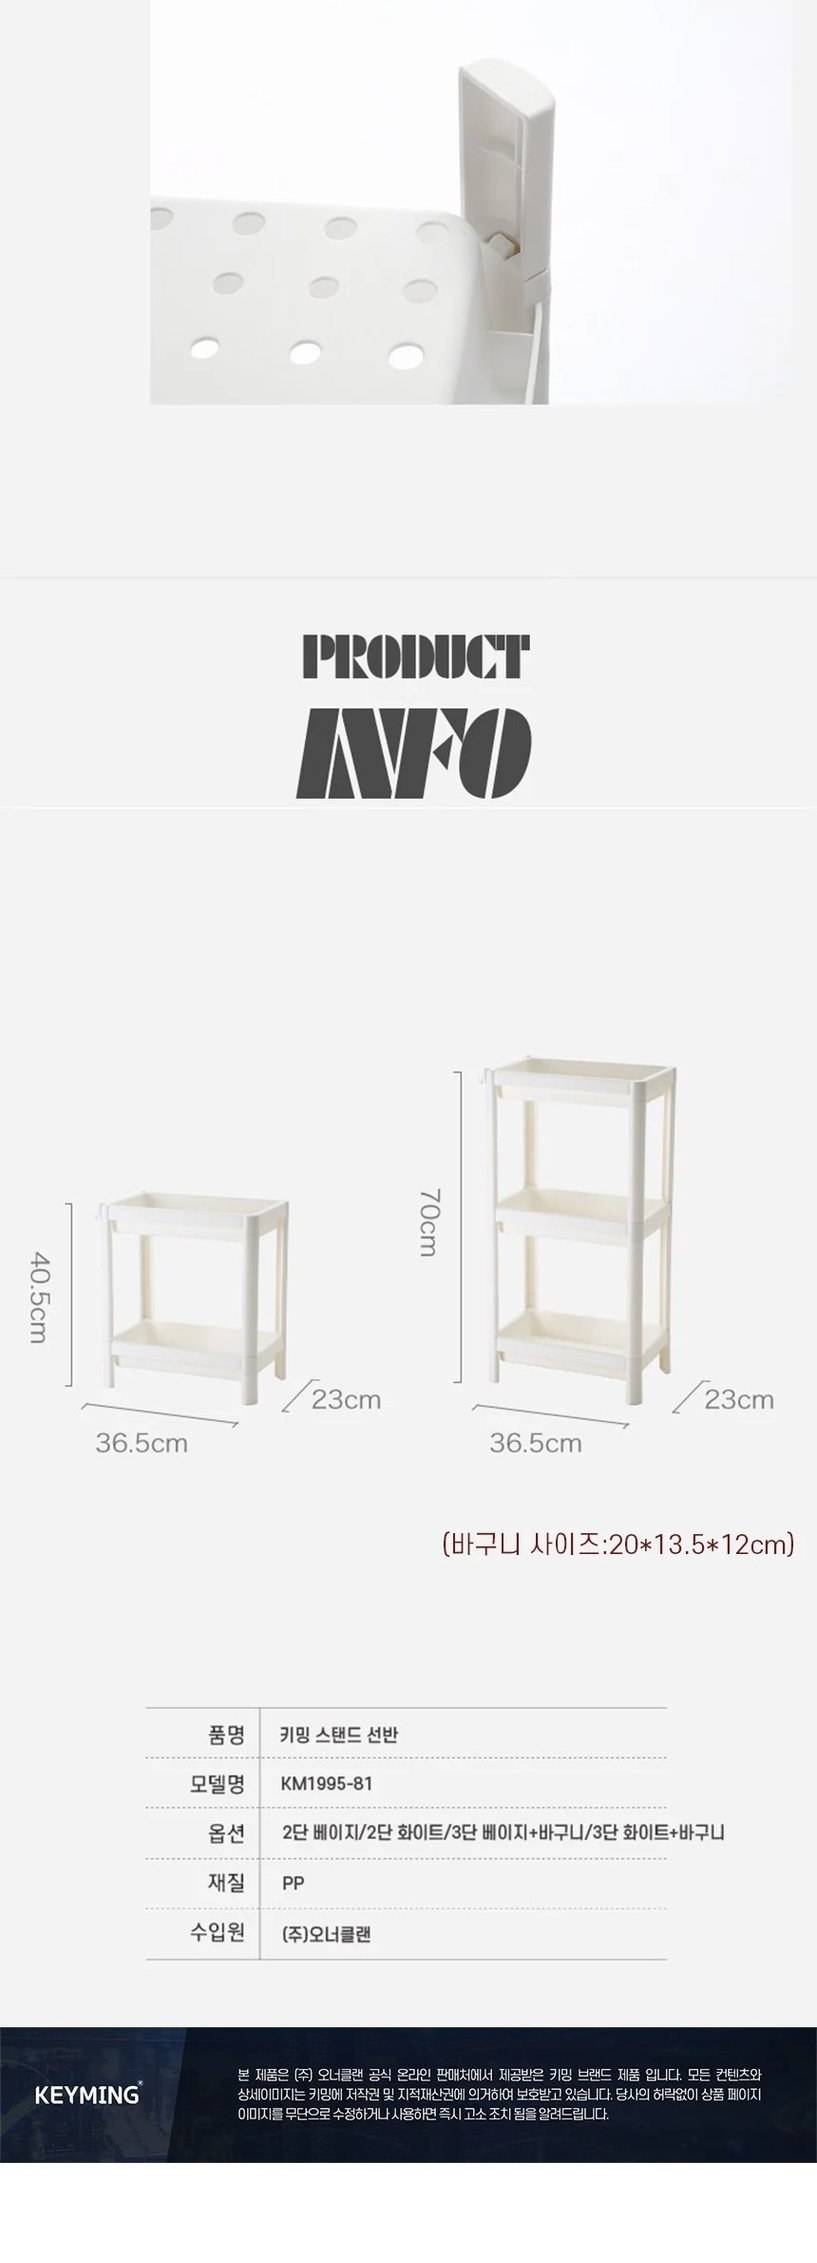 PRODUCT
INFO
70cm
40.5cm
23cm
23cm
36.5cm
36.5cm
(바구니 사이즈:20*13.5*12cm)
품명 키밍 스탠드 선반
모델명 KM1995-81
옵션 2단 베이지/2단 화이트/3단 베이지+바구니/3단 화이트+바구니
재질 PP
수입원 (주)오너클랜
KEYMING
본 제품은 (주) 오너클랜 공식 온라인 판매처에서 제공받은 키밍 브랜드 제품 입니다. 모든 컨텐츠와
상세이미지는 키밍에 저작권 및 지적재산권에 의거하여 보호받고 있습니다. 당사의 허락없이 상품 페이지
이미지를 무단으로 수정하거나 사용하면 즉시 고소 조치 됨을 알려드립니다.